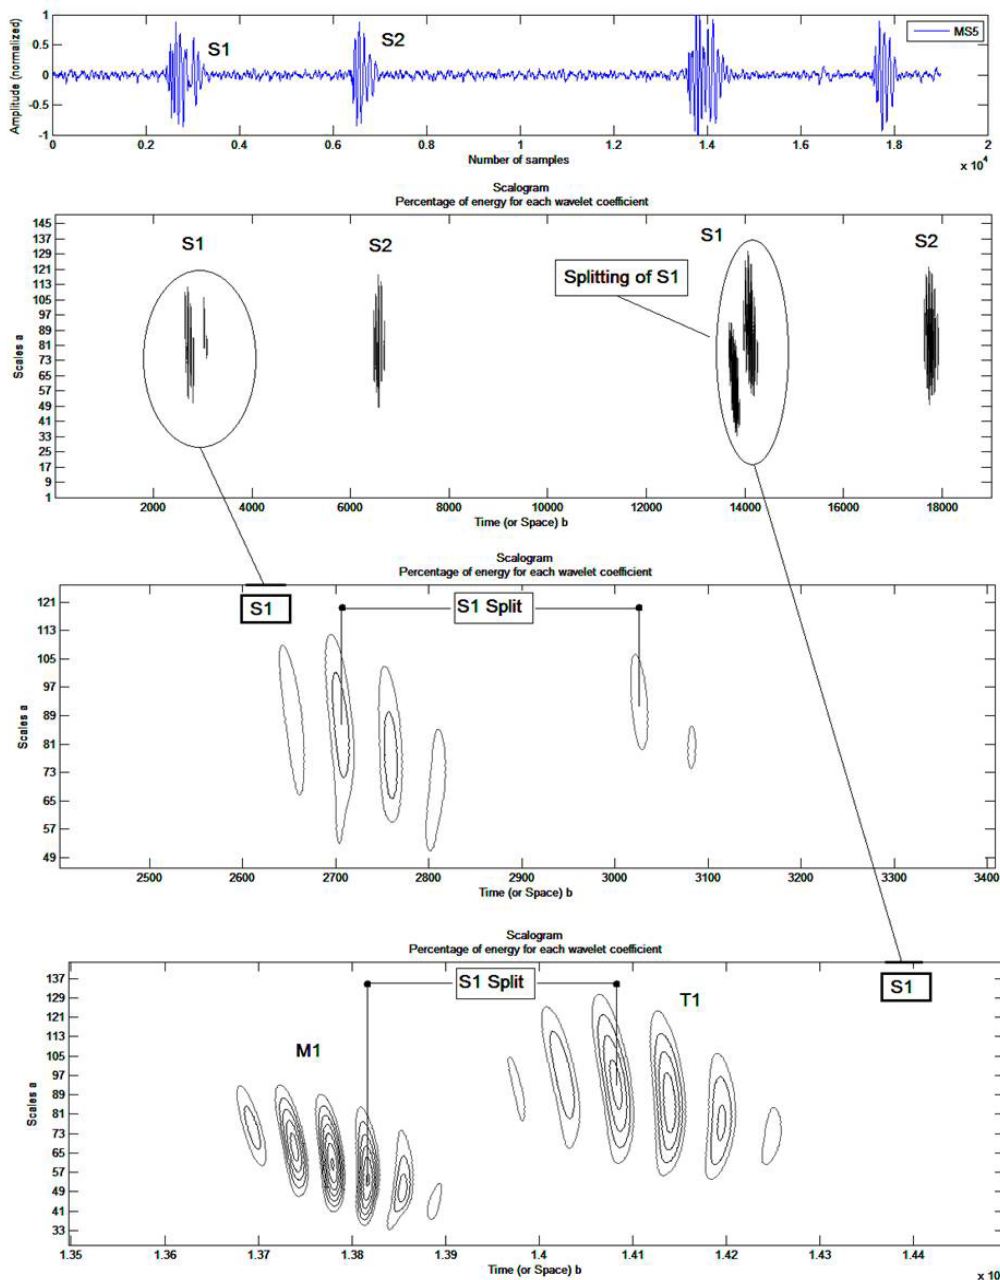 Amplitude (normalized)
1
0.5
0
-0.5
-1
S1
S2
MS5
0 0.2 0.4 0.6 0.8 1 1.2 1.4 1.6 1.8 2
Number of samples
x 10^4
Scalogram
Percentage of energy for each wavelet coefficient
Scales a
145
137
129
121
113
105
97
89
81
73
65
57
49
41
33
25
17
9
1
S1
S2
Splitting of S1
S1
S2
2000 4000 6000 8000 10000 12000 14000 16000 18000
Time (or Space) b
Scalogram
Percentage of energy for each wavelet coefficient
Scales a
121
113
105
97
89
81
73
65
57
49
S1
S1 Split
2500 2600 2700 2800 2900 3000 3100 3200 3300 3400
Time (or Space) b
Scalogram
Percentage of energy for each wavelet coefficient
Scales a
137
129
121
113
105
97
89
81
73
65
57
49
41
33
M1
S1 Split
T1
S1
1.35 1.36 1.37 1.38 1.39 1.4 1.41 1.42 1.43 1.44
Time (or Space) b
x 10